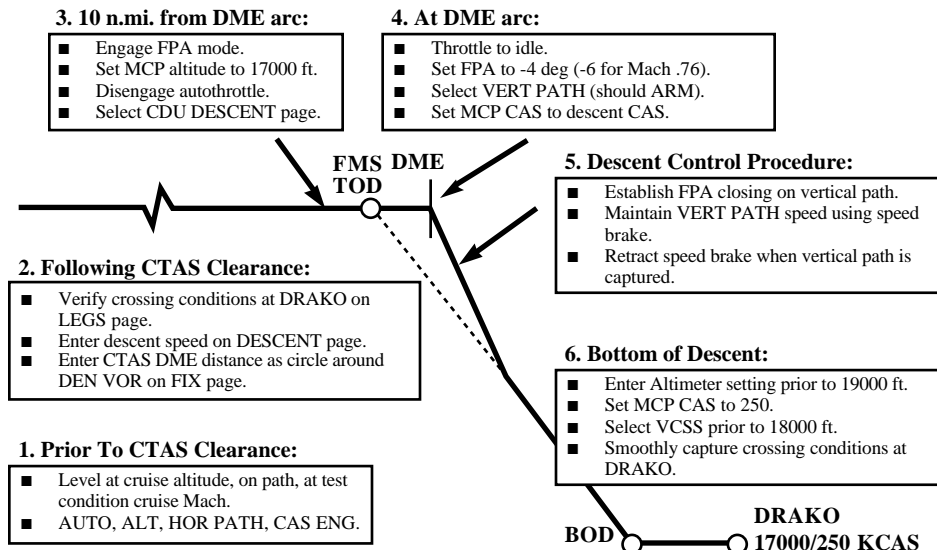 3. 10 n.mi. from DME arc:
■ Engage FPA mode.
■ Set MCP altitude to 17000 ft.
■ Disengage autothrottle.
■ Select CDU DESCENT page.
4. At DME arc:
■ Throttle to idle.
■ Set FPA to -4 deg (-6 for Mach .76).
■ Select VERT PATH (should ARM).
■ Set MCP CAS to descent CAS.
FMS
TOD
DME
5. Descent Control Procedure:
■ Establish FPA closing on vertical path.
■ Maintain VERT PATH speed using speed
brake.
■ Retract speed brake when vertical path is
captured.
2. Following CTAS Clearance:
■ Verify crossing conditions at DRAKO on
LEGS page.
■ Enter descent speed on DESCENT page.
■ Enter CTAS DME distance as circle around
DEN VOR on FIX page.
6. Bottom of Descent:
■ Enter Altimeter setting prior to 19000 ft.
■ Set MCP CAS to 250.
■ Select VCSS prior to 18000 ft.
■ Smoothly capture crossing conditions at
DRAKO.
1. Prior To CTAS Clearance:
■ Level at cruise altitude, on path, at test
condition cruise Mach.
■ AUTO, ALT, HOR PATH, CAS ENG.
BOD
DRAKO
17000/250 KCAS